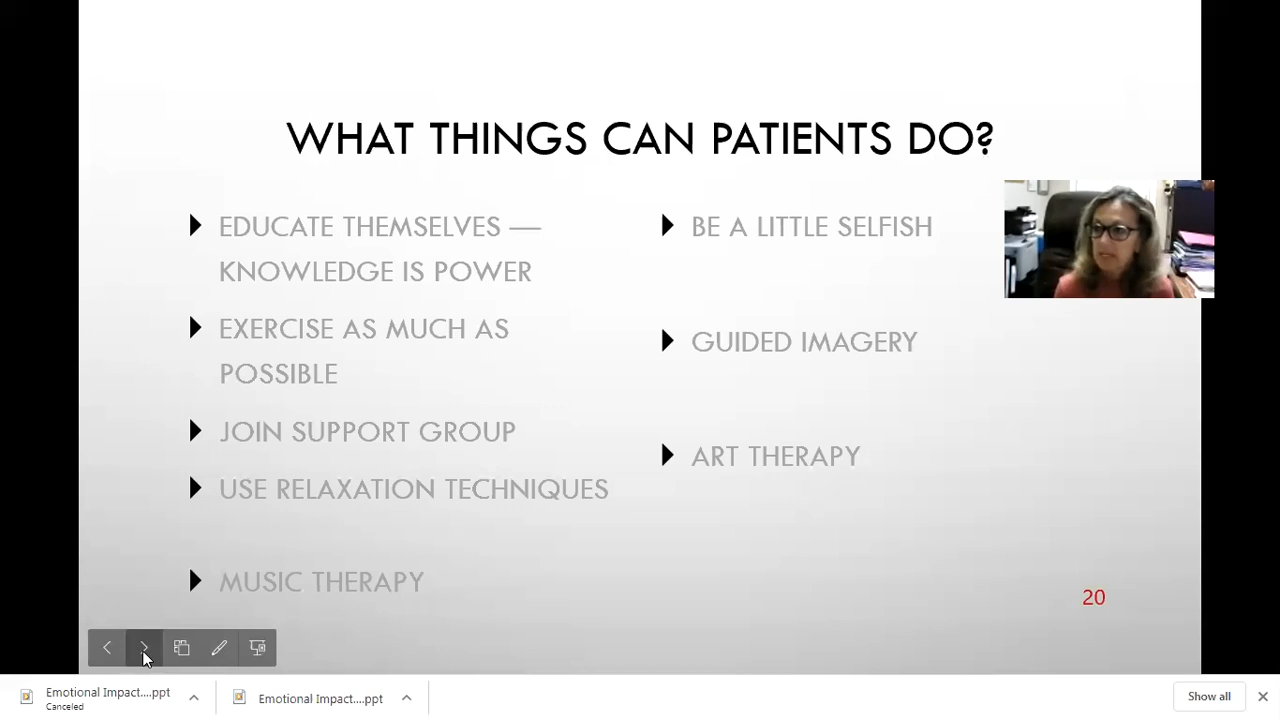 WHAT THINGS CAN PATIENTS DO?
EDUCATE THEMSELVES —
KNOWLEDGE IS POWER
EXERCISE AS MUCH AS
POSSIBLE
JOIN SUPPORT GROUP
USE RELAXATION TECHNIQUES
MUSIC THERAPY
BE A LITTLE SELFISH
GUIDED IMAGERY
ART THERAPY
20
Emotional Impact....ppt
Canceled
Emotional Impact....ppt
Show all